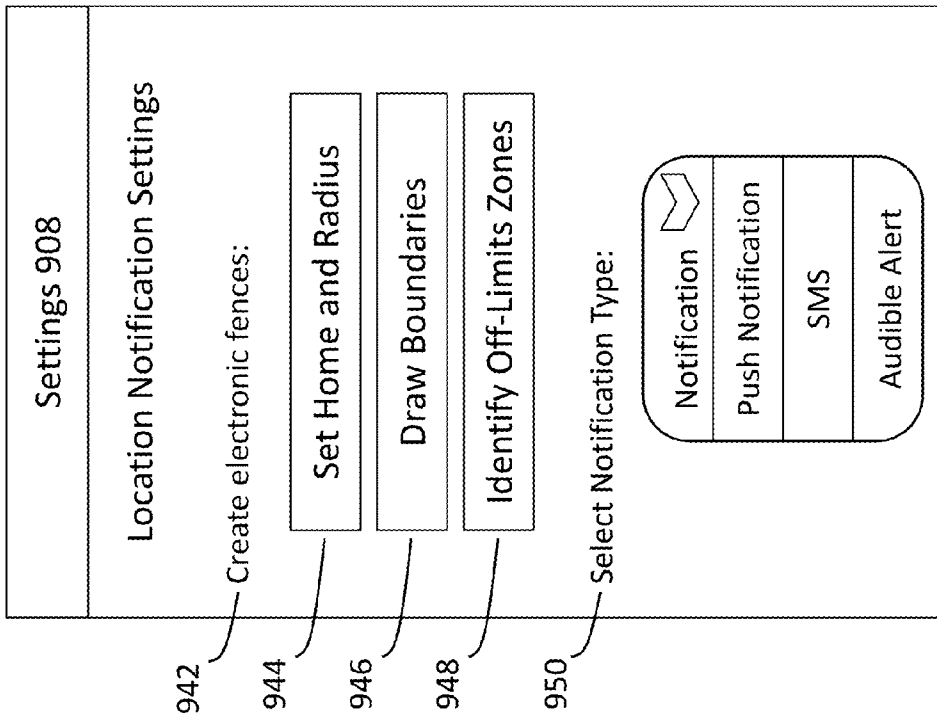 Settings 908
Location Notification Settings
942 Create electronic fences:
944 Set Home and Radius
946 Draw Boundaries
948 Identify Off-Limits Zones
950 Select Notification Type:
Notification
Push Notification
SMS
Audible Alert